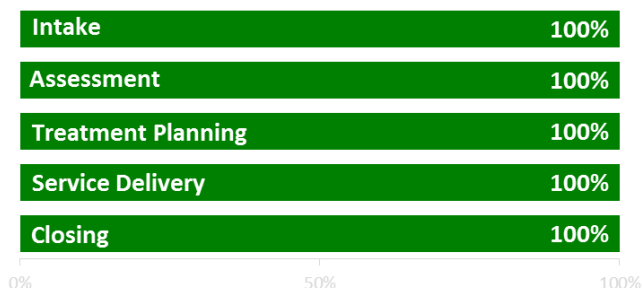 Intake 100%
Assessment 100%
Treatment Planning 100%
Service Delivery 100%
Closing 100%
0% 50% 100%